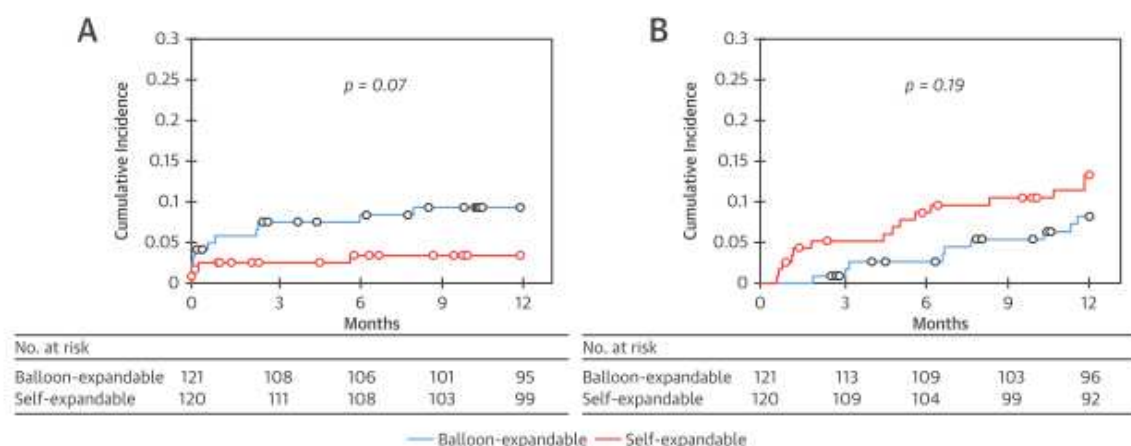 A
Cumulative Incidence
0.3
0.25
0.2
0.15
0.1
0.05
0
p = 0.07
0 3 6 9 12
Months
No. at risk
Balloon-expandable 121 108 106 101 95
Self-expandable 120 111 108 103 99
B
Cumulative Incidence
0.3
0.25
0.2
0.15
0.1
0.05
0
p = 0.19
0 3 6 9 12
Months
No. at risk
Balloon-expandable 121 113 109 103 96
Self-expandable 120 109 104 99 92
Balloon-expandable Self-expandable